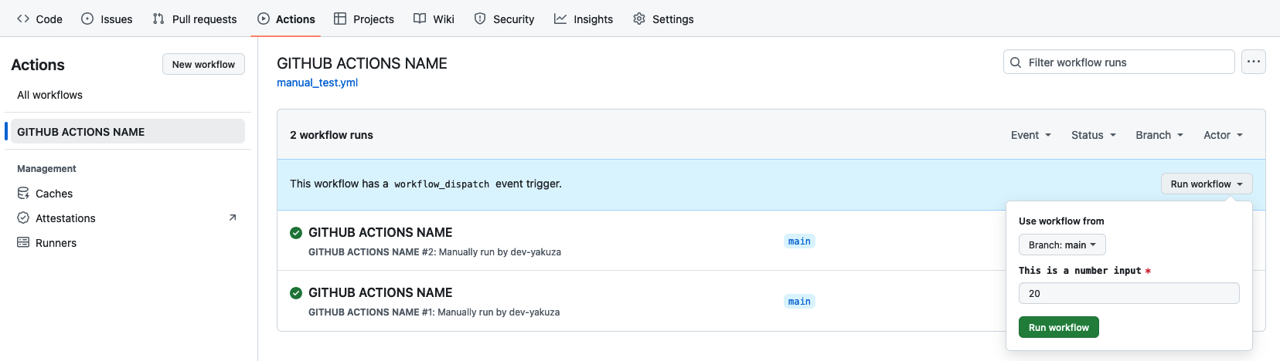 Code Issues Pull requests Actions Projects Wiki Security Insights Settings
Actions
New workflow
All workflows
GITHUB ACTIONS NAME
Management
Caches
Attestations
Runners
GITHUB ACTIONS NAME
manual_test.yml
Filter workflow runs
2 workflow runs
Event Status Branch Actor
This workflow has a workflow_dispatch event trigger.
Run workflow
GITHUB ACTIONS NAME
GITHUB ACTIONS NAME #2: Manually run by dev-yakuza
main
GITHUB ACTIONS NAME
GITHUB ACTIONS NAME #1: Manually run by dev-yakuza
main
Use workflow from
Branch: main
This is a number input *
20
Run workflow